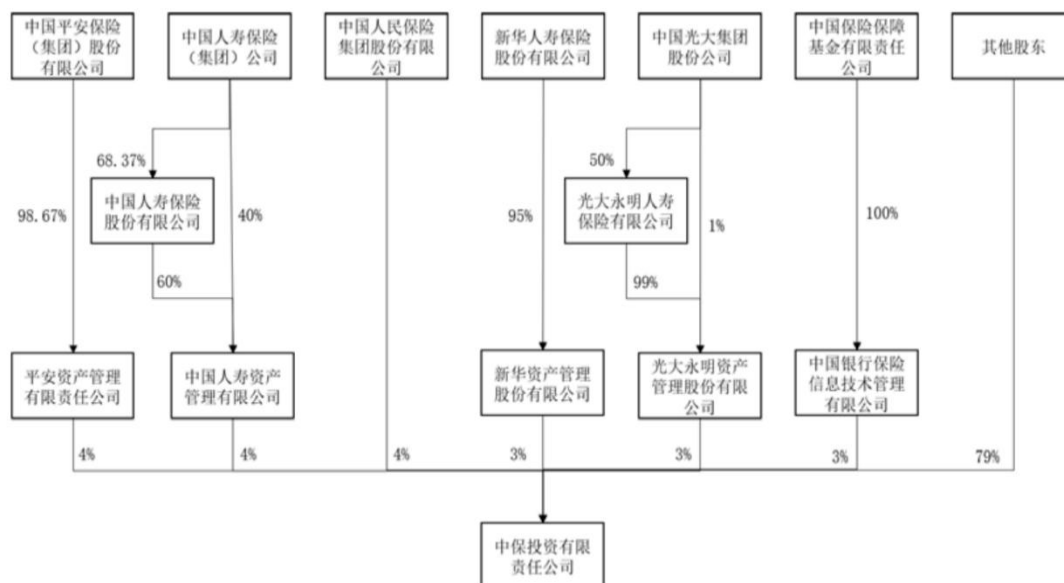 中国平安保险
（集团）股份
有限公司
中国人寿保险
（集团）公司
中国人民保险
集团股份有限
公司
新华人寿保险
股份有限公司
中国光大集团
股份公司
中国保险保障
基金有限责任
公司
其他股东
68.37%
50%
中国人寿保险
股份有限公司
光大永明人寿
保险有限公司
98.67%
40%
95%
1%
100%
60%
99%
平安资产管理
有限责任公司
中国人寿资产
管理有限公司
新华资产管理
股份有限公司
光大永明资产
管理股份有限
公司
中国银行保险
信息技术管理
有限公司
4%
4%
4%
3%
3%
3%
79%
中保投资有限
责任公司